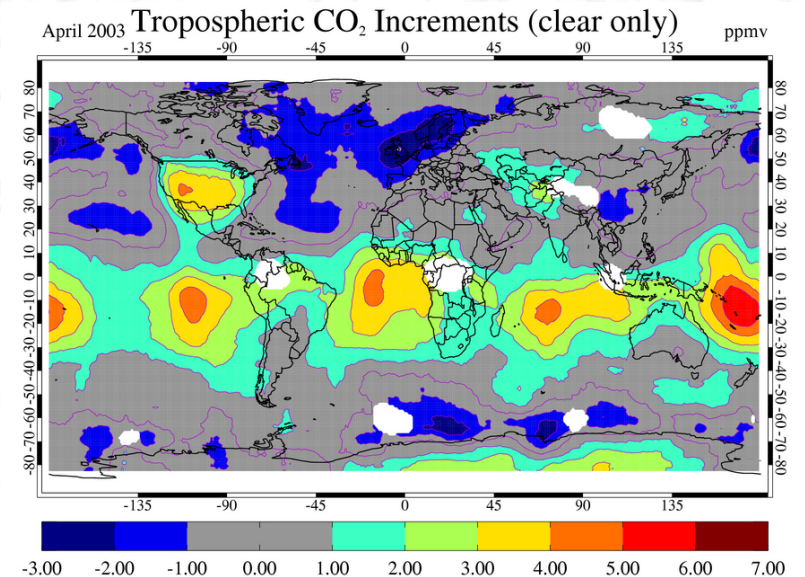 Tropospheric CO₂ Increments (clear only)
April 2003
ppmv
-135 -90 -45 0 45 90 135
80 80
70 70
60 60
50 50
40 40
30 30
20 20
10 10
0 0
-10 -10
-20 -20
-30 -30
-40 -40
-50 -50
-60 -60
-70 -70
-80 -80
-135 -90 -45 0 45 90 135
-3.00 -2.00 -1.00 0.00 1.00 2.00 3.00 4.00 5.00 6.00 7.00